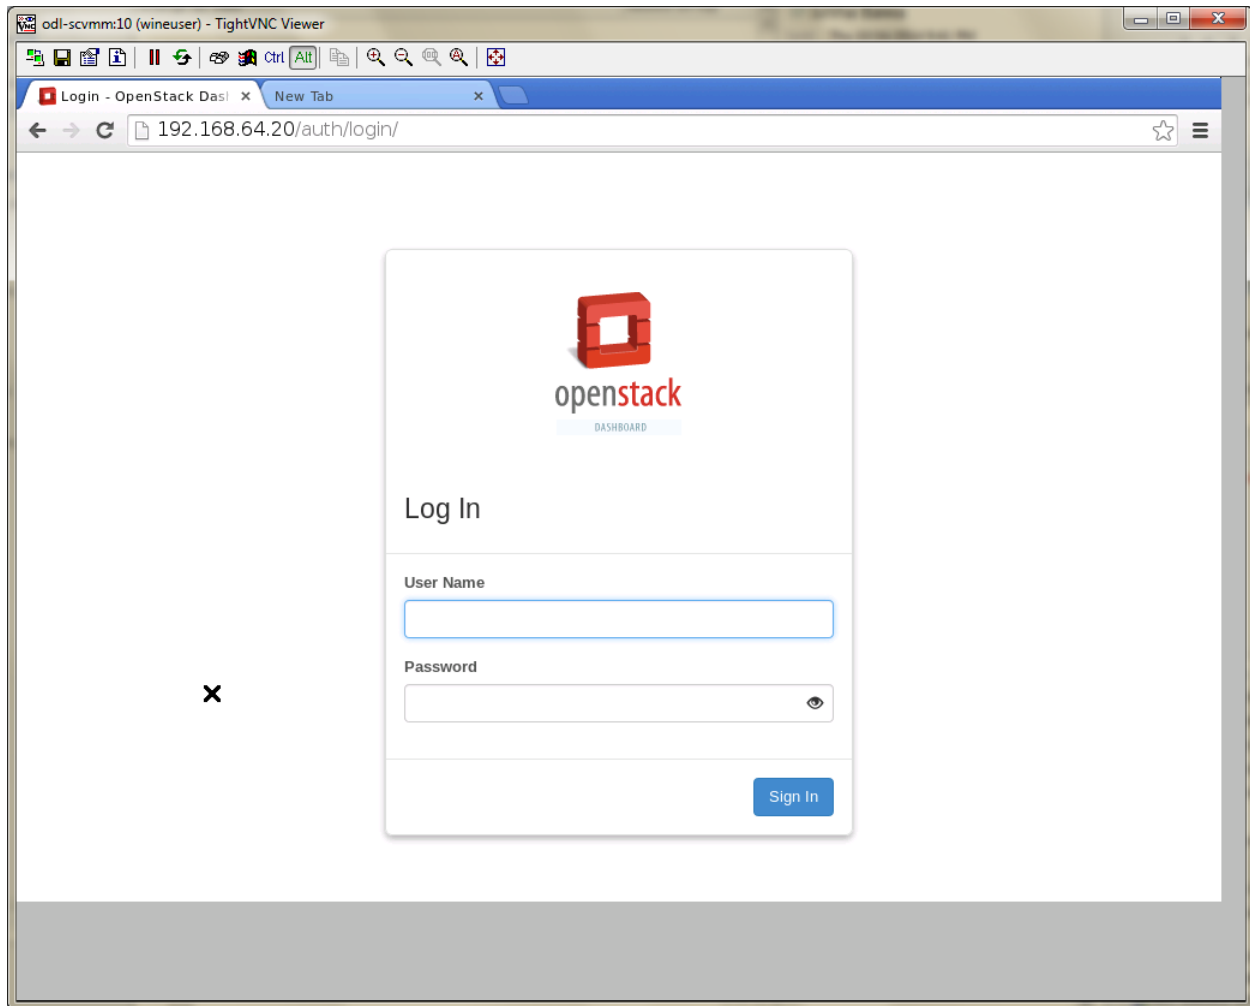 odl-scvmm:10 (wineuser) - TightVNC Viewer
Ctrl Alt
Login - OpenStack Das
New Tab
192.168.64.20/auth/login/
openstack
DASHBOARD
Log In
User Name
Password
Sign In